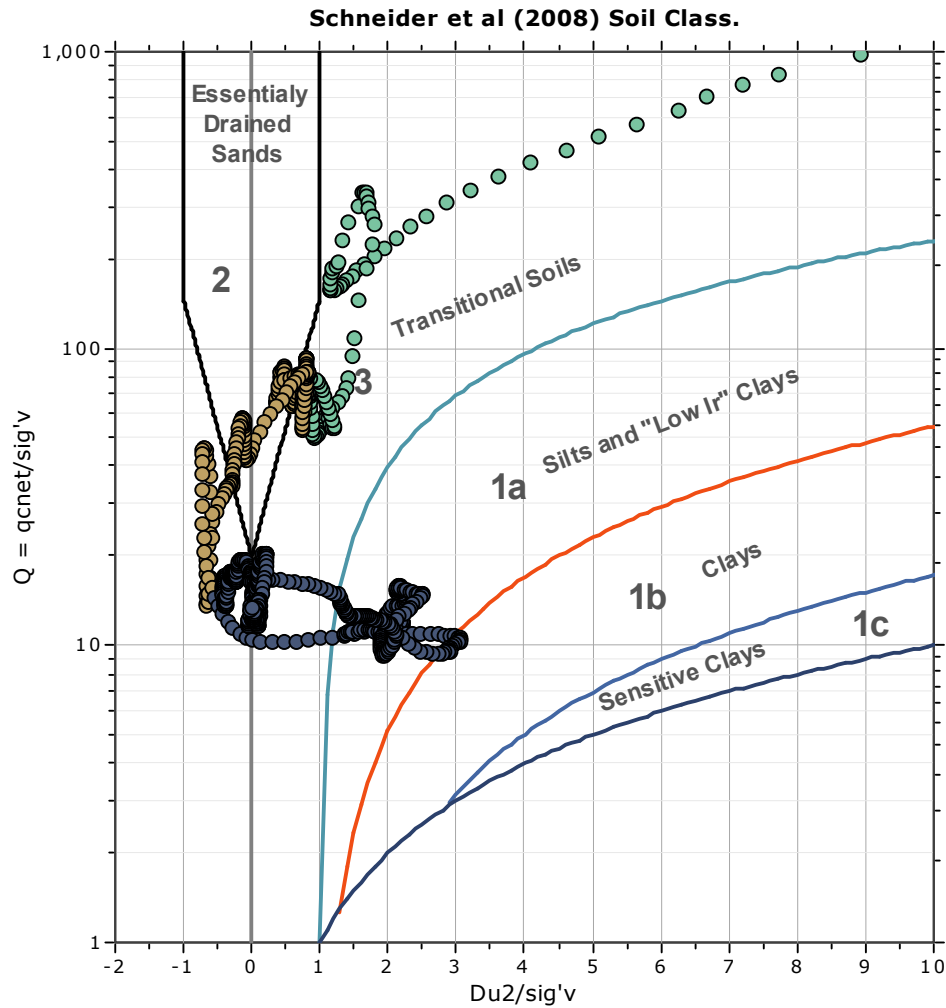 Schneider et al (2008) Soil Class.
1,000
100
10
1
Q = qcnet/sig'v
Essentialy
Drained
Sands
2
Transitional Soils
3
Silts and "Low Ir" Clays
1a
Clays
1b
1c
Sensitive Clays
-2 -1 0 1 2 3 4 5 6 7 8 9 10
Du2/sig'v